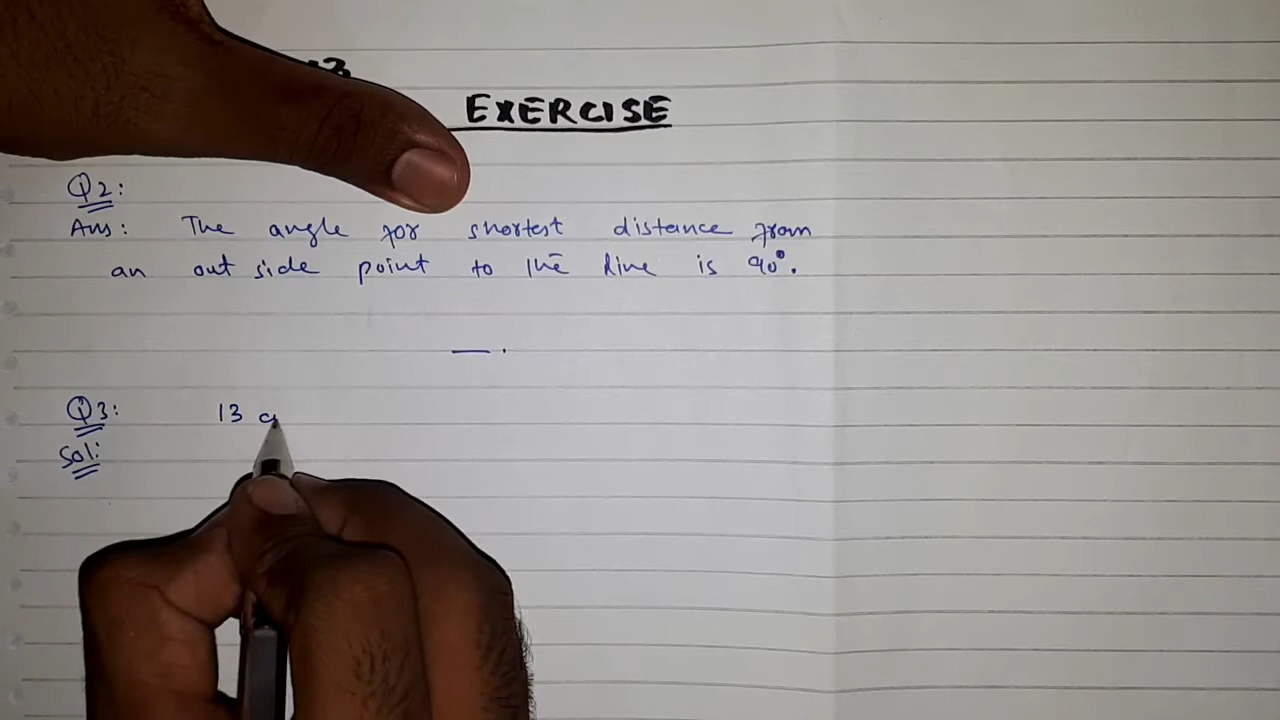 13
EXERCISE
Q2:
Ans: The angle for shortest distance from
an out side point to the line is 90°.
Q3: 13 c
Sol: